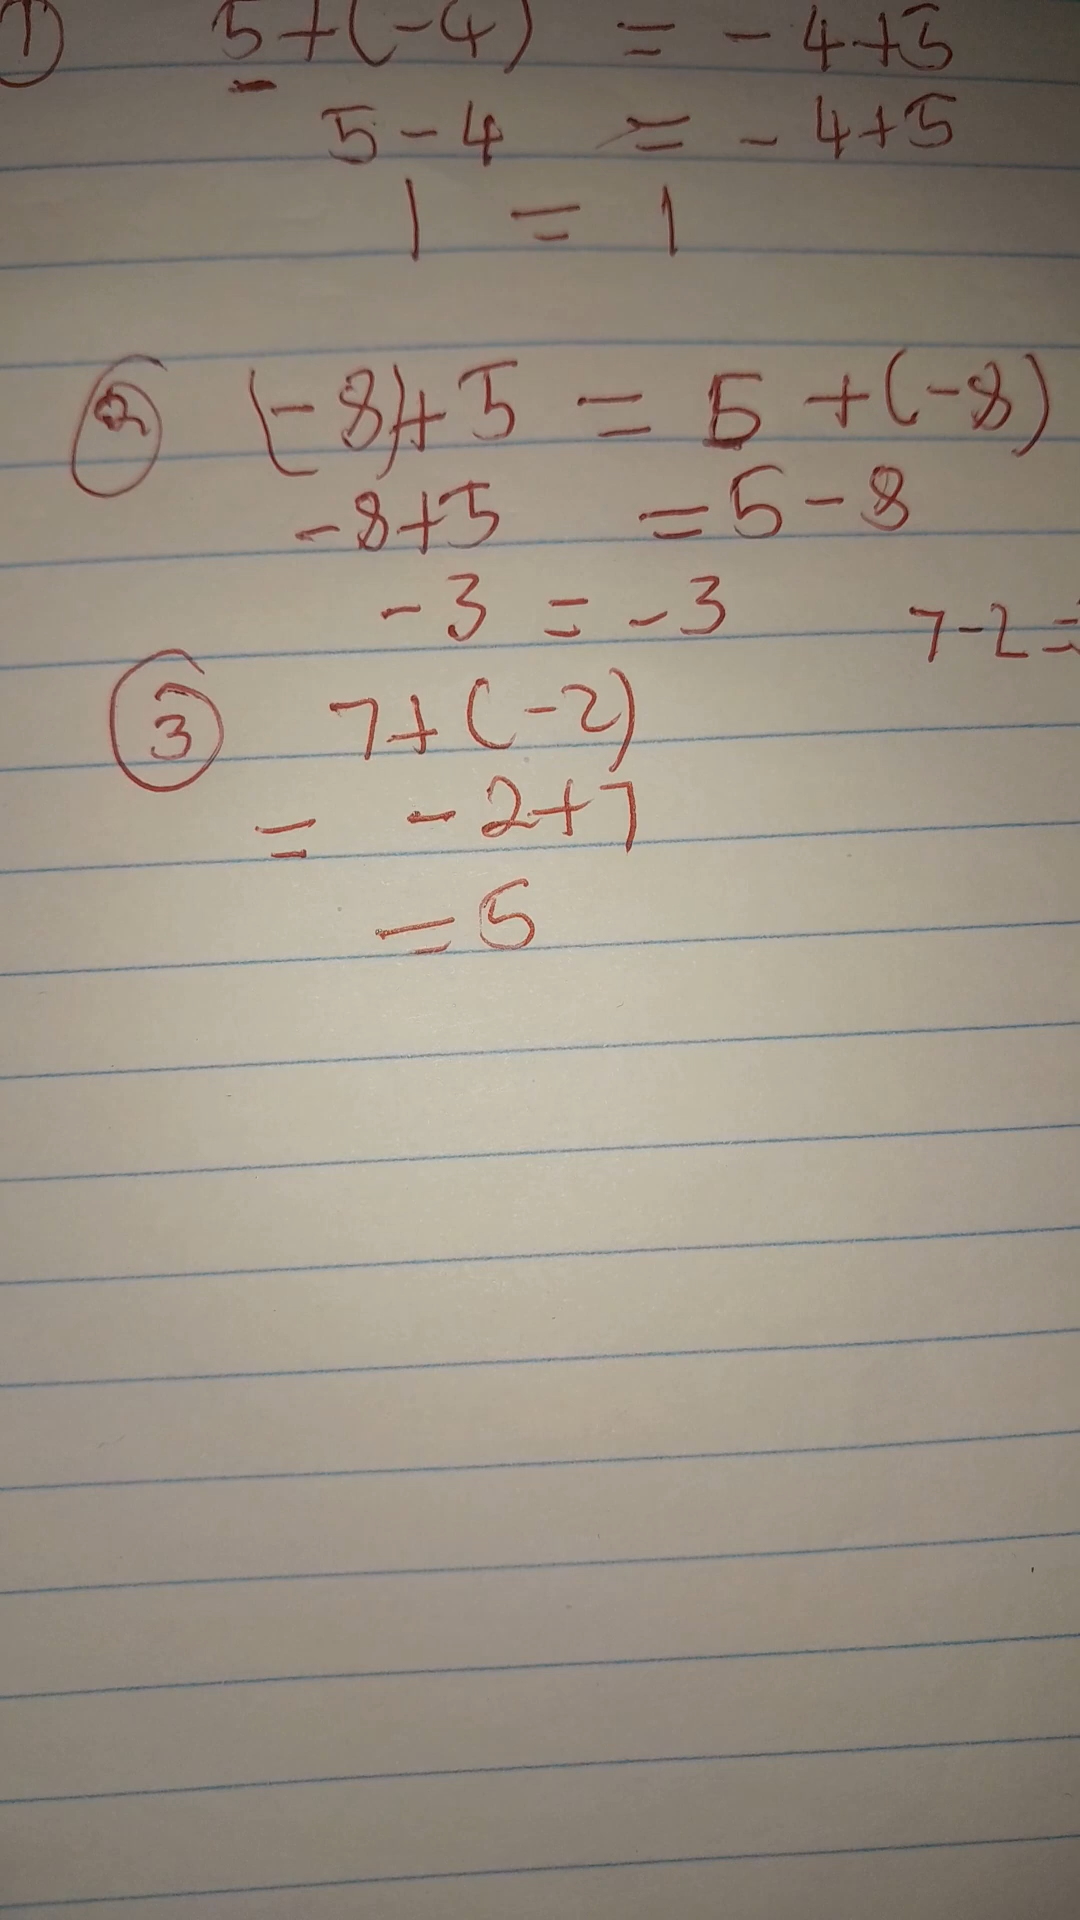 ① 5+(-4) = -4+5
5-4 = -4+5
1 = 1
② (-8)+5 = 5+(-8)
-8+5 = 5-8
-3 = -3
7-2 =
③ 7+(-2)
= -2+7
= 5